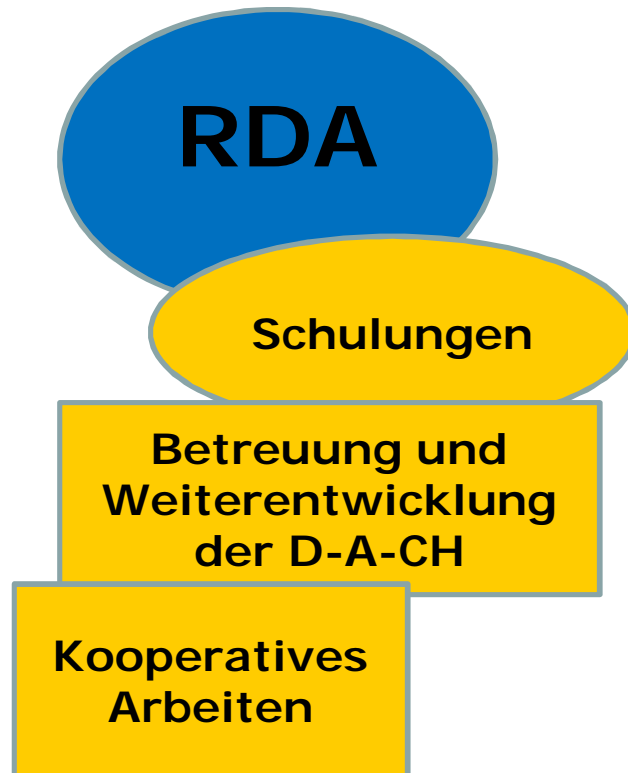 RDA
Schulungen
Betreuung und
Weiterentwicklung
der D-A-CH
Kooperatives
Arbeiten